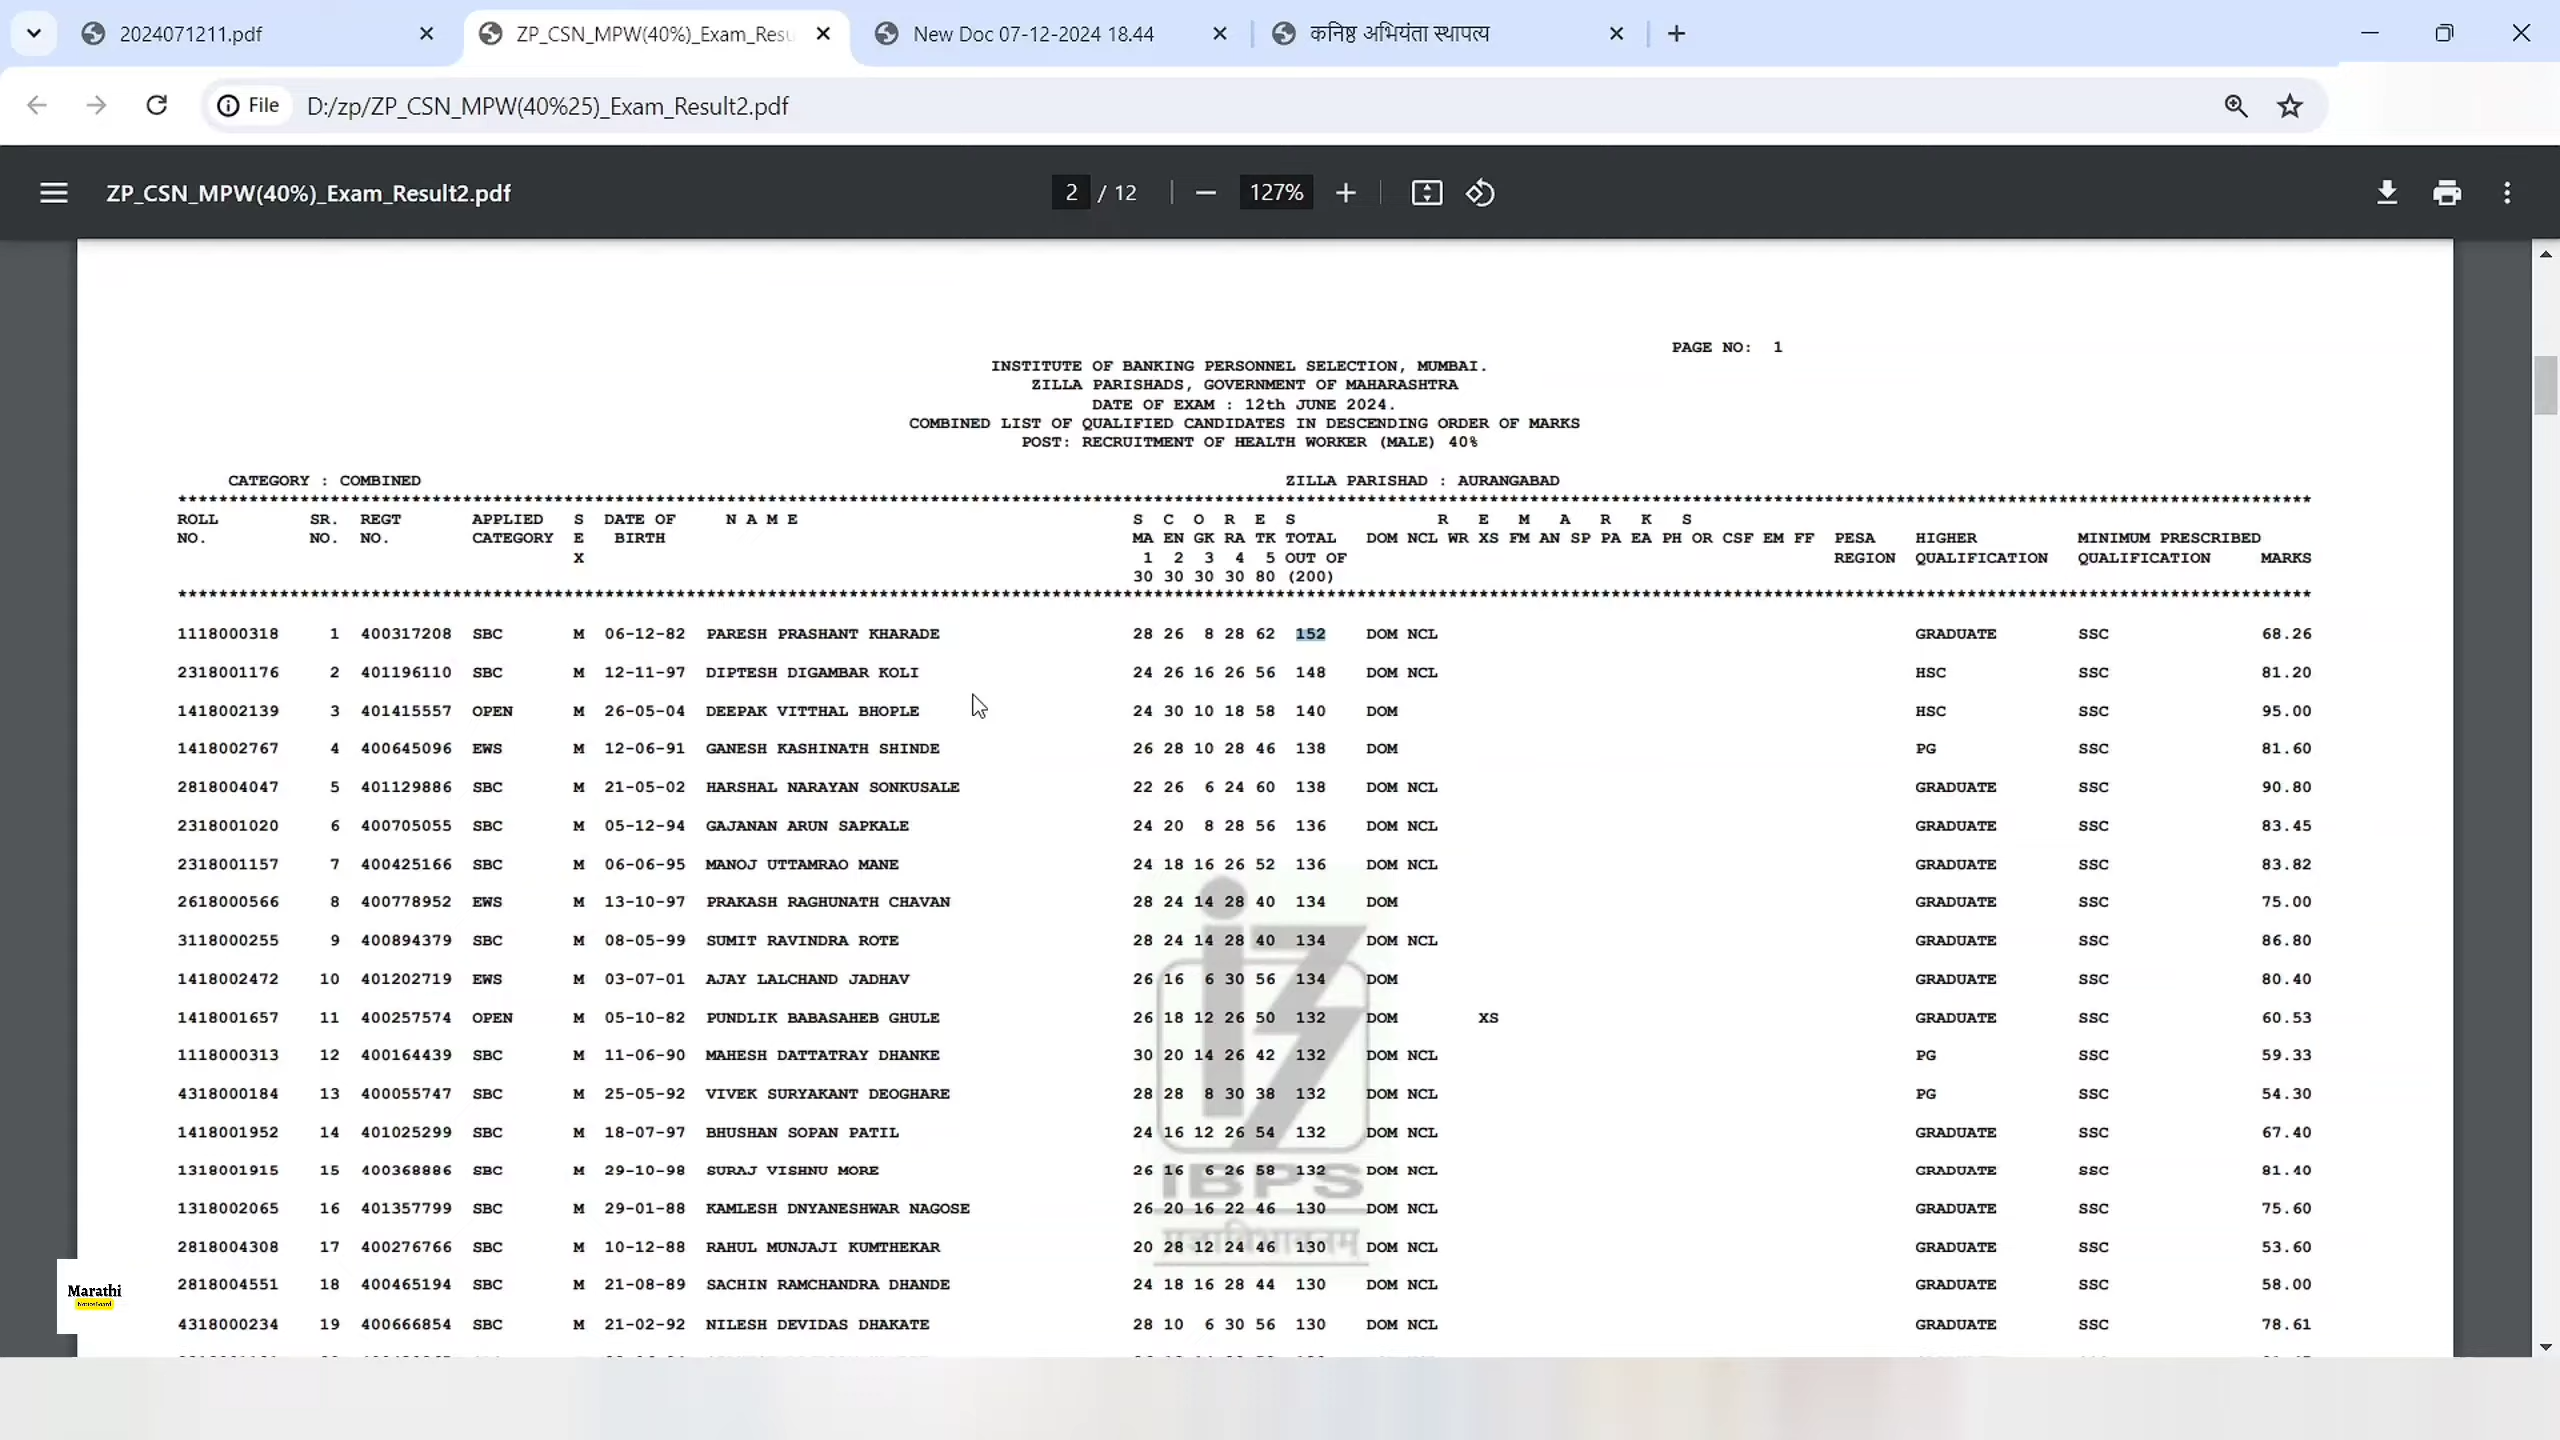 2024071211.pdf
ZP_CSN_MPW(40%)_Exam_Resu
New Doc 07-12-2024 18.44
कनिष्ठ अभियंता स्थापत्य
File D:/zp/ZP_CSN_MPW(40%25)_Exam_Result2.pdf
ZP_CSN_MPW(40%)_Exam_Result2.pdf 2 / 12 127%
PAGE NO: 1
INSTITUTE OF BANKING PERSONNEL SELECTION, MUMBAI.
ZILLA PARISHADS, GOVERNMENT OF MAHARASHTRA
DATE OF EXAM : 12th JUNE 2024.
COMBINED LIST OF QUALIFIED CANDIDATES IN DESCENDING ORDER OF MARKS
POST: RECRUITMENT OF HEALTH WORKER (MALE) 40%
CATEGORY : COMBINED ZILLA PARISHAD : AURANGABAD
ROLL SR. REGT APPLIED S DATE OF N A M E S C O R E S R E M A R K S
NO. NO. NO. CATEGORY E BIRTH MA EN GK RA TK TOTAL DOM NCL WR XS FM AN SP PA EA PH OR CSF EM FF PESA HIGHER MINIMUM PRESCRIBED
X 1 2 3 4 5 OUT OF REGION QUALIFICATION QUALIFICATION MARKS
30 30 30 30 80 (200)
1118000318 1 400317208 SBC M 06-12-82 PARESH PRASHANT KHARADE 28 26 8 28 62 152 DOM NCL GRADUATE SSC 68.26
2318001176 2 401196110 SBC M 12-11-97 DIPTESH DIGAMBAR KOLI 24 26 16 26 56 148 DOM NCL HSC SSC 81.20
1418002139 3 401415557 OPEN M 26-05-04 DEEPAK VITTHAL BHOPLE 24 30 10 18 58 140 DOM HSC SSC 95.00
1418002767 4 400645096 EWS M 12-06-91 GANESH KASHINATH SHINDE 26 28 10 28 46 138 DOM PG SSC 81.60
2818004047 5 401129886 SBC M 21-05-02 HARSHAL NARAYAN SONKUSALE 22 26 6 24 60 138 DOM NCL GRADUATE SSC 90.80
2318001020 6 400705055 SBC M 05-12-94 GAJANAN ARUN SAPKALE 24 20 8 28 56 136 DOM NCL GRADUATE SSC 83.45
2318001157 7 400425166 SBC M 06-06-95 MANOJ UTTAMRAO MANE 24 18 16 26 52 136 DOM NCL GRADUATE SSC 83.82
2618000566 8 400778952 EWS M 13-10-97 PRAKASH RAGHUNATH CHAVAN 28 24 14 28 40 134 DOM GRADUATE SSC 75.00
3118000255 9 400894379 SBC M 08-05-99 SUMIT RAVINDRA ROTE 28 24 14 28 40 134 DOM NCL GRADUATE SSC 86.80
1418002472 10 401202719 EWS M 03-07-01 AJAY LALCHAND JADHAV 26 16 6 30 56 134 DOM GRADUATE SSC 80.40
1418001657 11 400257574 OPEN M 05-10-82 PUNDLIK BABASAHEB GHULE 26 18 12 26 50 132 DOM XS GRADUATE SSC 60.53
1118000313 12 400164439 SBC M 11-06-90 MAHESH DATTATRAY DHANKE 30 20 14 26 42 132 DOM NCL PG SSC 59.33
4318000184 13 400055747 SBC M 25-05-92 VIVEK SURYAKANT DEOGHARE 28 28 8 30 38 132 DOM NCL PG SSC 54.30
1418001952 14 401025299 SBC M 18-07-97 BHUSHAN SOPAN PATIL 24 16 12 26 54 132 DOM NCL GRADUATE SSC 67.40
1318001915 15 400368886 SBC M 29-10-98 SURAJ VISHNU MORE 26 16 6 26 58 132 DOM NCL GRADUATE SSC 81.40
IBPS
1318002065 16 401357799 SBC M 29-01-88 KAMLESH DNYANESHWAR NAGOSE 26 20 16 22 46 130 DOM NCL GRADUATE SSC 75.60
2818004308 17 400276766 SBC M 10-12-88 RAHUL MUNJAJI KUMTHEKAR 20 28 12 24 46 130 DOM NCL GRADUATE SSC 53.60
2818004551 18 400465194 SBC M 21-08-89 SACHIN RAMCHANDRA DHANDE 24 18 16 28 44 130 DOM NCL GRADUATE SSC 58.00
Marathi
4318000234 19 400666854 SBC M 21-02-92 NILESH DEVIDAS DHAKATE 28 10 6 30 56 130 DOM NCL GRADUATE SSC 78.61